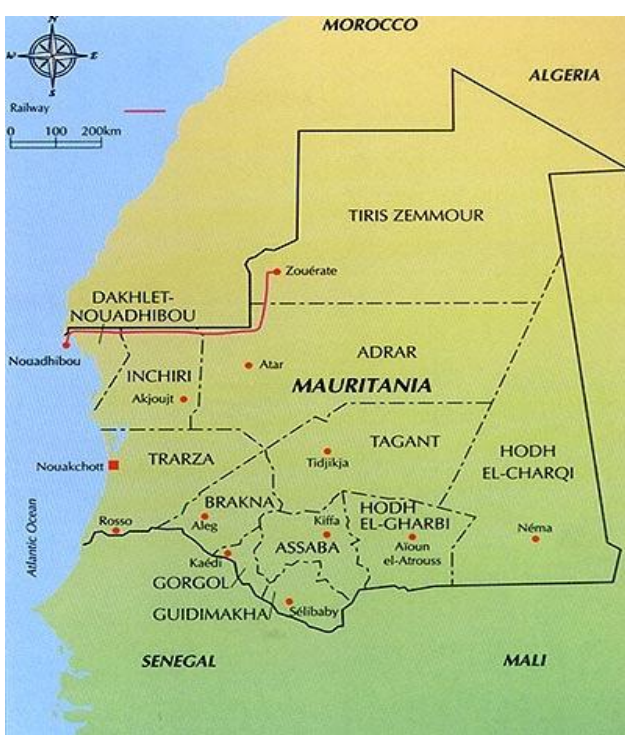 N
W
E
S
MOROCCO
ALGERIA
Railway
0 100 200km
TIRIS ZEMMOUR
Zouérate
DAKHLET-
NOUADHIBOU
Nouadhibou
INCHIRI
Akjoujt
Atar
ADRAR
MAURITANIA
TRARZA
Nouakchott
TAGANT
Tidjikja
HODH
EL-CHARQI
BRAKNA
Aleg
Rosso
Kiffa
ASSABA
HODH
EL-GHARBI
Aïoun
el-Atrouss
Néma
Kaédi
GORGOL
GUIDIMAKHA
Sélibaby
Atlantic Ocean
SENEGAL
MALI